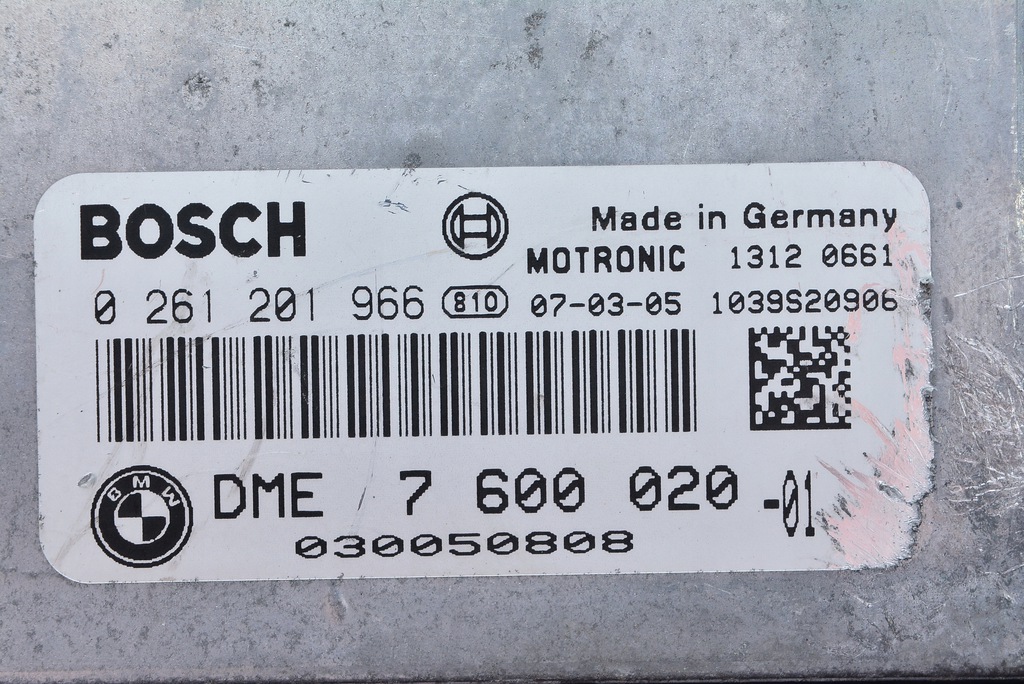 BOSCH
Made in Germany
MOTRONIC 1312 0661
0 261 201 966 810 07-03-05 1039S20906
BMW
DME 7 600 020 -01
030050808